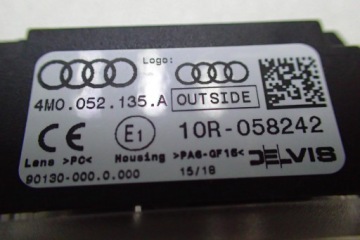 Logo:
4M0.052.135.A OUTSIDE
CE E1 10R-058242
Lens >PC< Housing >PA6-GF16< DELVIS
90130-000.0.000 15/18